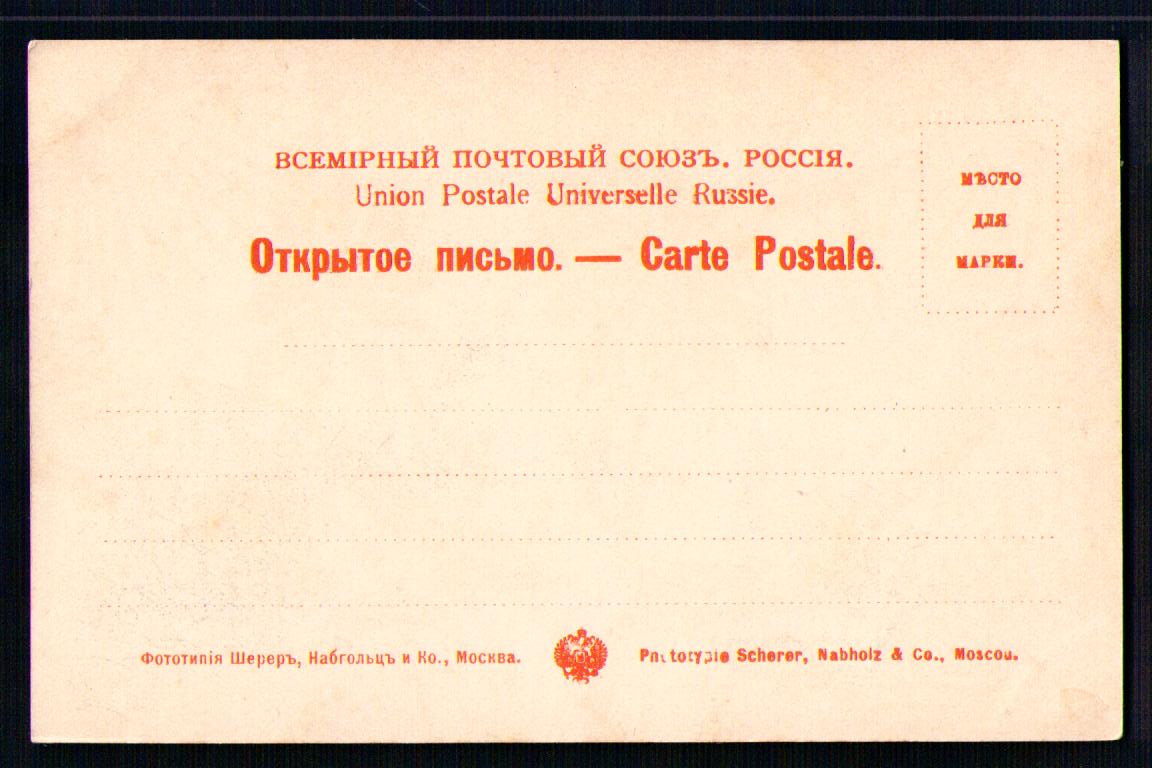 ВСЕМІРНЫЙ ПОЧТОВЫЙ СОЮЗЪ. РОССІЯ.
Union Postale Universelle Russie.
Открытое письмо. — Carte Postale.
МѢСТО
ДЛЯ
МАРКИ.
Фототипія Шереръ, Набгольцъ и Ко., Москва.
Phototypie Scherer, Nabholz & Co., Moscou.